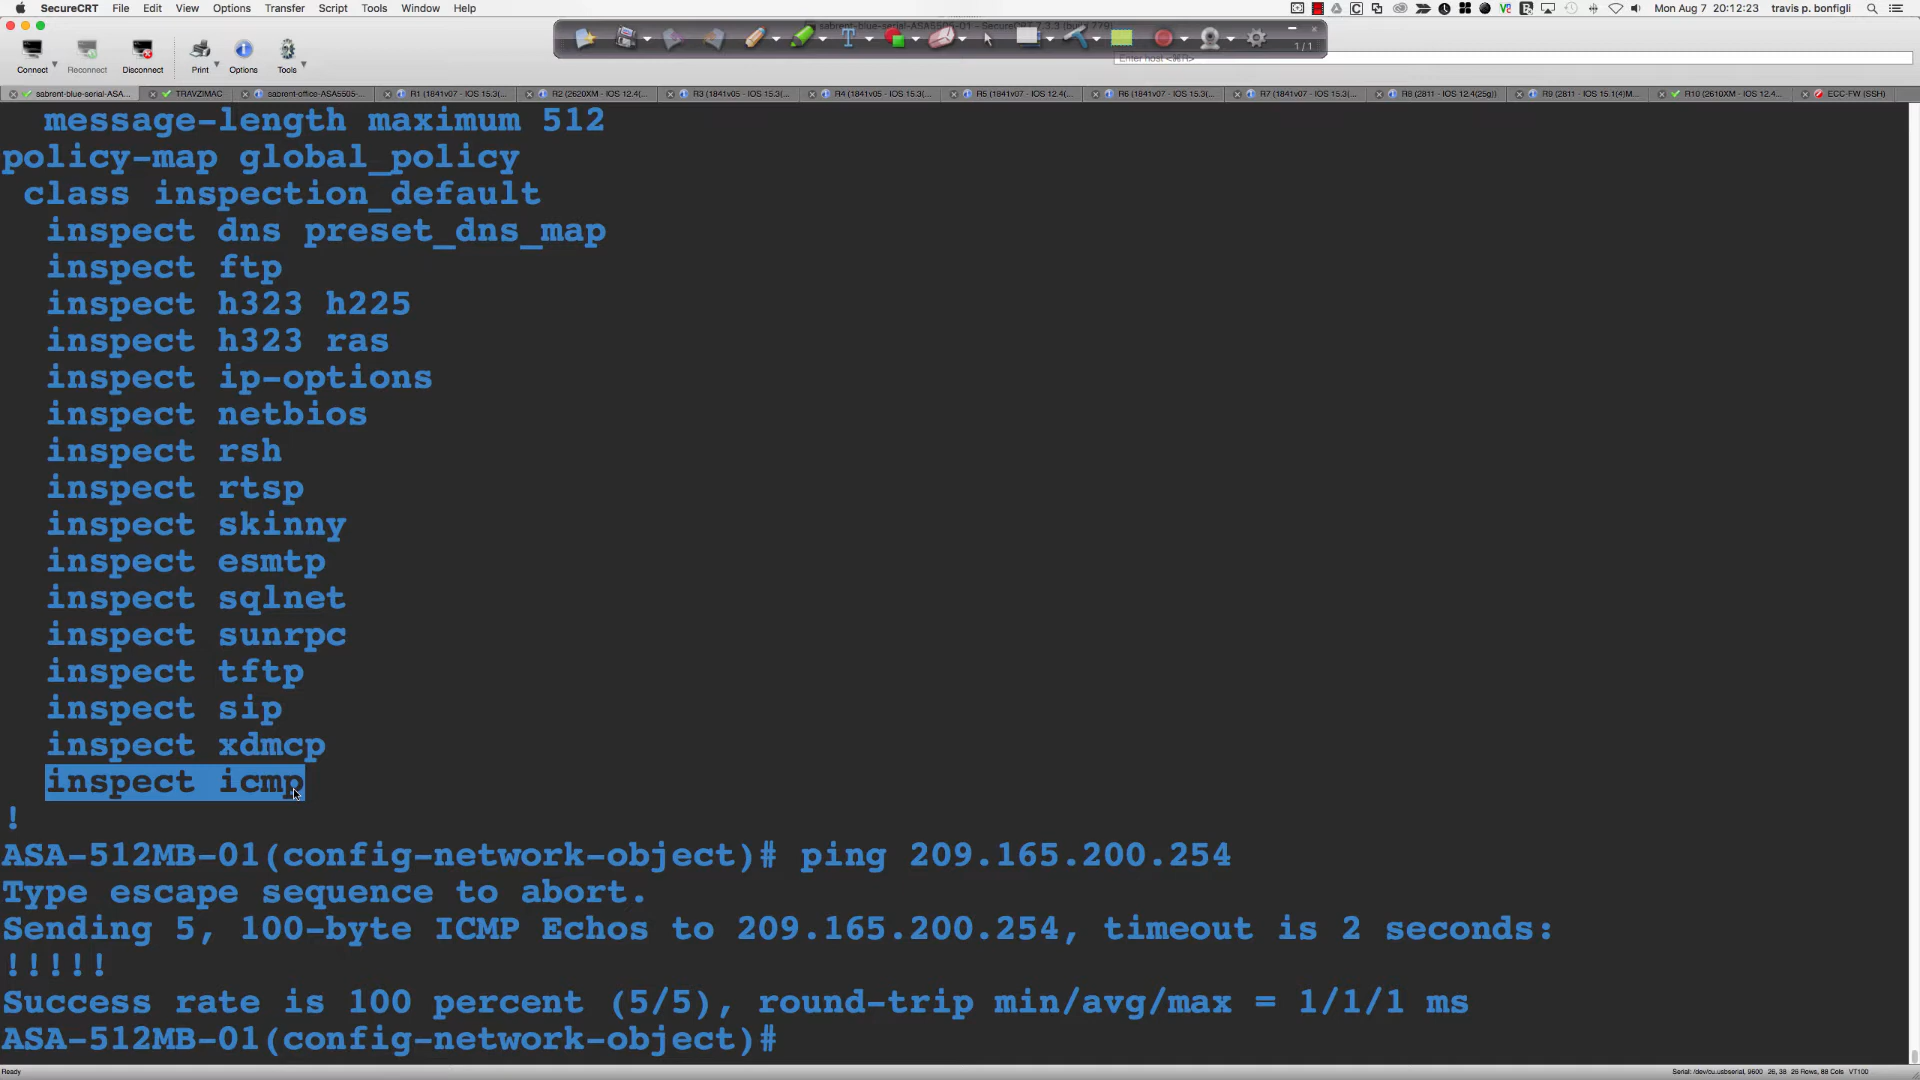 SecureCRT File Edit View Options Transfer Script Tools Window Help
Mon Aug 7 20:12:23 travis p. bonfigli
sabrent-blue-serial-ASA5505-01 - SecureCRT 7.3.3 (build 779)
1/1
Enter host <⌘R>
Connect Reconnect Disconnect Print Options Tools
sabrent-blue-serial-ASA... TRAVZIMAC sabrent-office-ASA5505-... R1 (1841v07 - IOS 15.3(... R2 (2620XM - IOS 12.4(... R3 (1841v05 - IOS 15.3(... R4 (1841v05 - IOS 15.3(... R5 (1841v07 - IOS 12.4(... R6 (1841v07 - IOS 15.3(... R7 (1841v07 - IOS 15.3(... R8 (2811 - IOS 12.4(25g)) R9 (2811 - IOS 15.1(4)M... R10 (2610XM - IOS 12.4... ECC-FW (SSH)
message-length maximum 512
policy-map global_policy
class inspection_default
inspect dns preset_dns_map
inspect ftp
inspect h323 h225
inspect h323 ras
inspect ip-options
inspect netbios
inspect rsh
inspect rtsp
inspect skinny
inspect esmtp
inspect sqlnet
inspect sunrpc
inspect tftp
inspect sip
inspect xdmcp
inspect icmp
!
ASA-512MB-01(config-network-object)# ping 209.165.200.254
Type escape sequence to abort.
Sending 5, 100-byte ICMP Echos to 209.165.200.254, timeout is 2 seconds:
!!!!!
Success rate is 100 percent (5/5), round-trip min/avg/max = 1/1/1 ms
ASA-512MB-01(config-network-object)#
Ready
Serial: /dev/cu.usbserial, 9600 26, 38 26 Rows, 88 Cols VT100